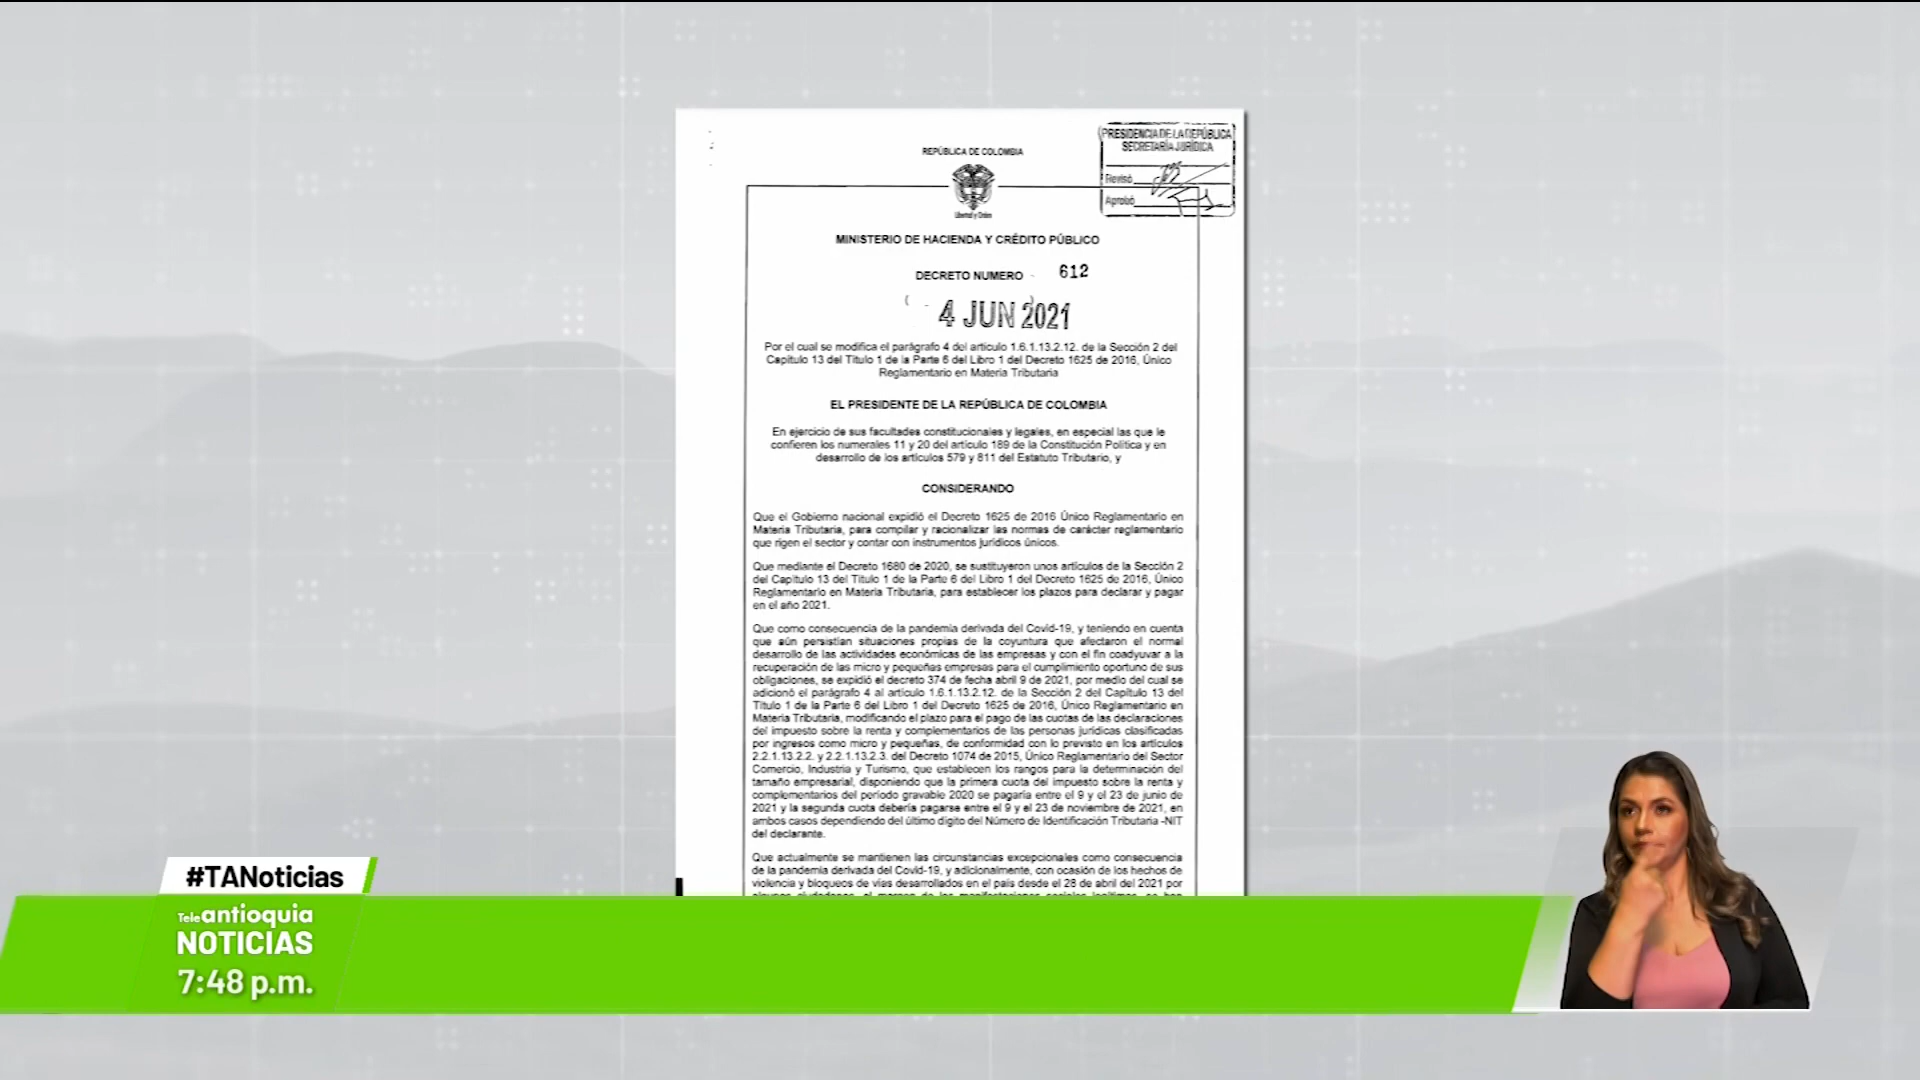 PRESIDENCIA DE LA REPÚBLICA
SECRETARÍA JURÍDICA
Revisó
Aprobó
REPÚBLICA DE COLOMBIA
Libertad y Orden
MINISTERIO DE HACIENDA Y CRÉDITO PÚBLICO
DECRETO NUMERO 612
4 JUN 2021
Por el cual se modifica el parágrafo 4 del artículo 1.6.1.13.2.12. de la Sección 2 del
Capítulo 13 del Título 1 de la Parte 6 del Libro 1 del Decreto 1625 de 2016, Único
Reglamentario en Materia Tributaria
EL PRESIDENTE DE LA REPÚBLICA DE COLOMBIA
En ejercicio de sus facultades constitucionales y legales, en especial las que le
confieren los numerales 11 y 20 del artículo 189 de la Constitución Política y en
desarrollo de los artículos 579 y 811 del Estatuto Tributario, y
CONSIDERANDO
Que el Gobierno nacional expidió el Decreto 1625 de 2016 Único Reglamentario en
Materia Tributaria, para compilar y racionalizar las normas de carácter reglamentario
que rigen el sector y contar con instrumentos jurídicos únicos.
Que mediante el Decreto 1680 de 2020, se sustituyeron unos artículos de la Sección 2
del Capítulo 13 del Título 1 de la Parte 6 del Libro 1 del Decreto 1625 de 2016, Único
Reglamentario en Materia Tributaria, para establecer los plazos para declarar y pagar
en el año 2021.
Que como consecuencia de la pandemia derivada del Covid-19, y teniendo en cuenta
que aún persistían situaciones propias de la coyuntura que afectaron el normal
desarrollo de las actividades económicas de las empresas y con el fin coadyuvar a la
recuperación de las micro y pequeñas empresas para el cumplimiento oportuno de sus
obligaciones, se expidió el decreto 374 de fecha abril 9 de 2021, por medio del cual se
adicionó el parágrafo 4 al artículo 1.6.1.13.2.12. de la Sección 2 del Capítulo 13 del
Título 1 de la Parte 6 del Libro 1 del Decreto 1625 de 2016, Único Reglamentario en
Materia Tributaria, modificando el plazo para el pago de las cuotas de las declaraciones
del impuesto sobre la renta y complementarios de las personas jurídicas clasificadas
por ingresos como micro y pequeñas, de conformidad con lo previsto en los artículos
2.2.1.13.2.2. y 2.2.1.13.2.3. del Decreto 1074 de 2015, Único Reglamentario del Sector
Comercio, Industria y Turismo, que establecen los rangos para la determinación del
tamaño empresarial, disponiendo que la primera cuota del impuesto sobre la renta y
complementarios del período gravable 2020 se pagaría entre el 9 y el 23 de junio de
2021 y la segunda cuota debería pagarse entre el 9 y el 23 de noviembre de 2021, en
ambos casos dependiendo del último dígito del Número de Identificación Tributaria -NIT
del declarante.
Que actualmente se mantienen las circunstancias excepcionales como consecuencia
de la pandemia derivada del Covid-19, y adicionalmente, con ocasión de los hechos de
violencia y bloqueos de vías desarrollados en el país desde el 28 de abril del 2021 por
#TANoticias
Teleantioquia
NOTICIAS
7:48 p.m.